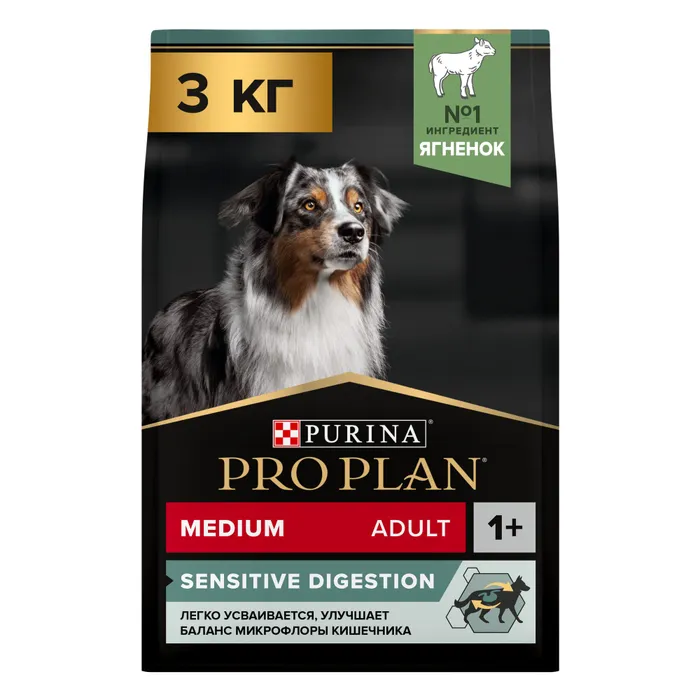 3 КГ
№1
ИНГРЕДИЕНТ
ЯГНЕНОК
PURINA
PRO PLAN
MEDIUM ADULT 1+
SENSITIVE DIGESTION
ЛЕГКО УСВАИВАЕТСЯ, УЛУЧШАЕТ
БАЛАНС МИКРОФЛОРЫ КИШЕЧНИКА